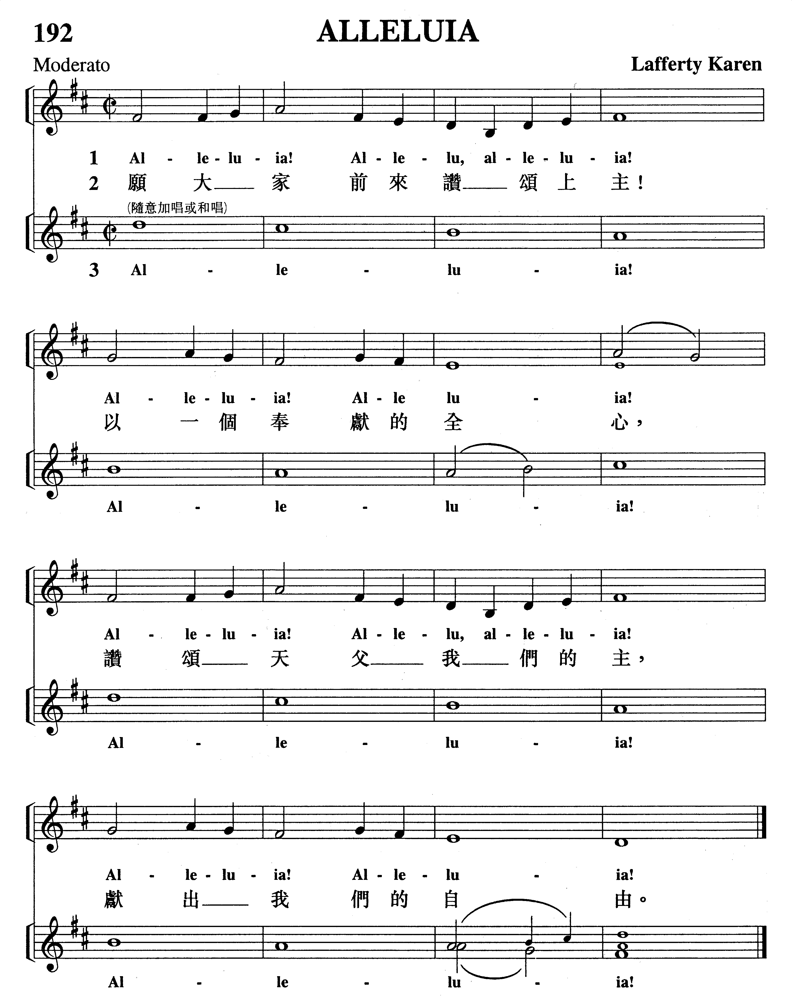 192 ALLELUIA
Moderato Lafferty Karen
1 Al - le - lu - ia! Al - le - lu, al - le - lu - ia!
2 願 大 家 前 來 讚 頌 上 主!
(隨意加唱或和唱)
3 Al - le - lu - ia!
Al - le - lu - ia! Al - le lu - ia!
以 一 個 奉 獻 的 全 心,
Al - le - lu - ia!
Al - le - lu - ia! Al - le - lu, al - le - lu - ia!
讚 頌 天 父 我 們 的 主,
Al - le - lu - ia!
Al - le - lu - ia! Al - le - lu - ia!
獻 出 我 們 的 自 由。
Al - le - lu - ia!